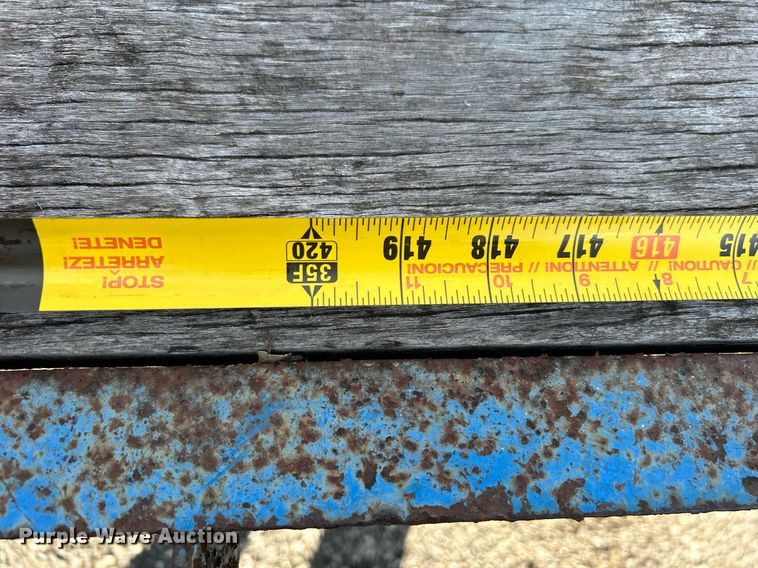 STOP!
ARRÊTEZ!
DENETE!
35F
420
419
418
417
416
415
11
10
9
8
7
// CAUTION! // ATTENTION! // PRECAUCION!
Purple Wave Auction